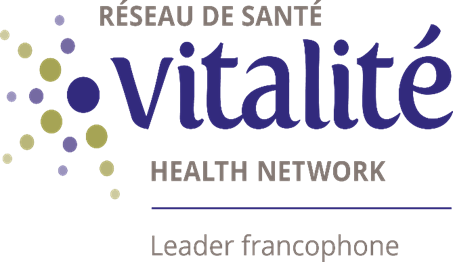 RÉSEAU DE SANTÉ
vitalité
HEALTH NETWORK
Leader francophone